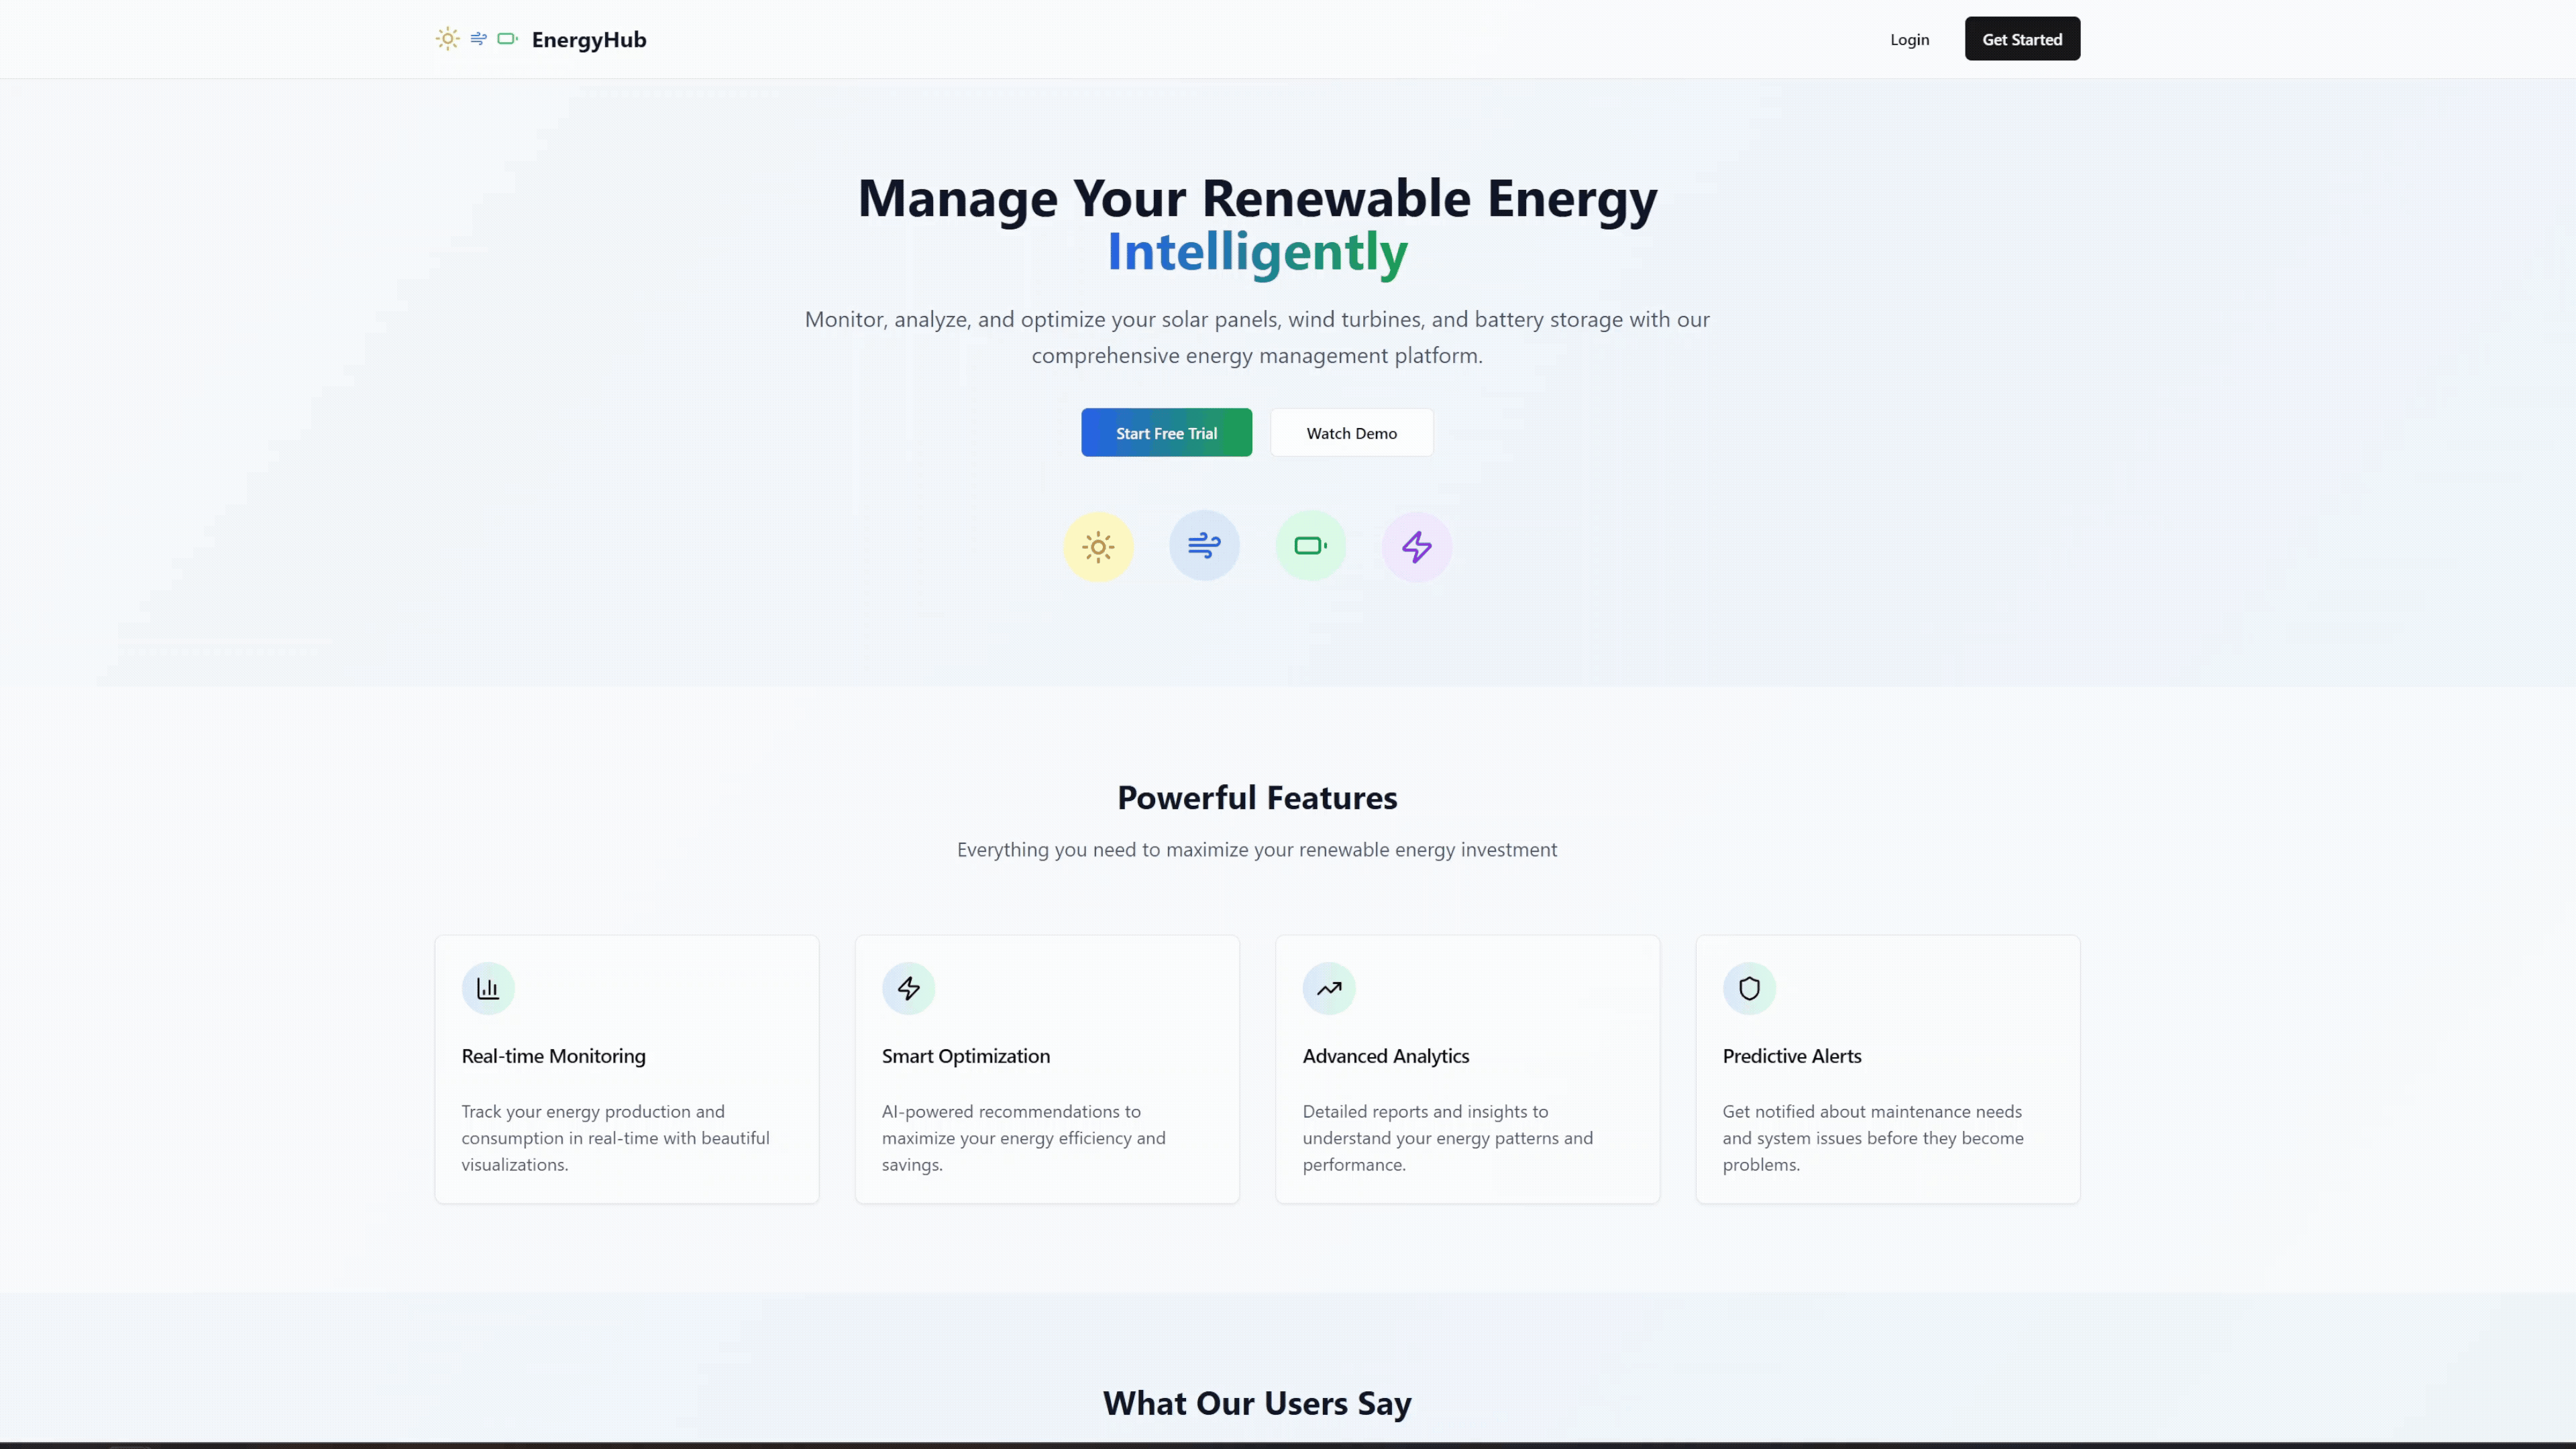 EnergyHub
Login
Get Started
Manage Your Renewable Energy
Intelligently
Monitor, analyze, and optimize your solar panels, wind turbines, and battery storage with our
comprehensive energy management platform.
Start Free Trial
Watch Demo
Powerful Features
Everything you need to maximize your renewable energy investment
Real-time Monitoring
Track your energy production and
consumption in real-time with beautiful
visualizations.
Smart Optimization
AI-powered recommendations to
maximize your energy efficiency and
savings.
Advanced Analytics
Detailed reports and insights to
understand your energy patterns and
performance.
Predictive Alerts
Get notified about maintenance needs
and system issues before they become
problems.
What Our Users Say